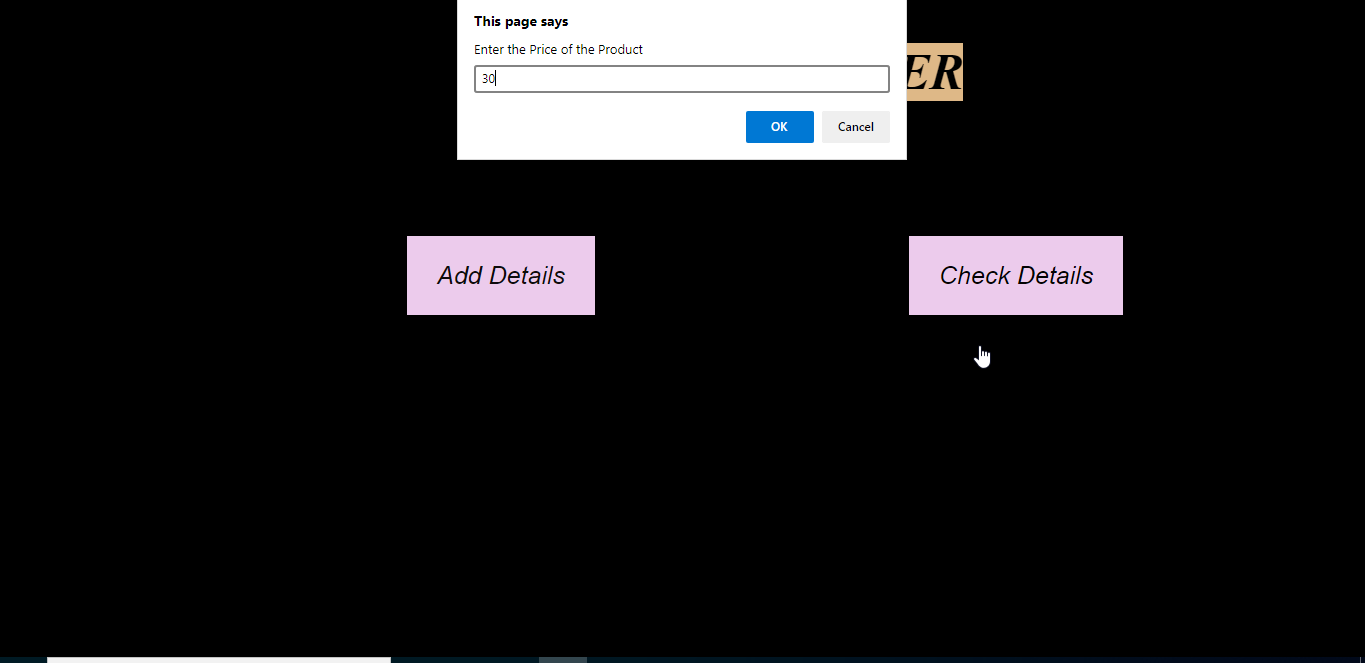 This page says
Enter the Price of the Product
30
OK Cancel
ER
Add Details Check Details